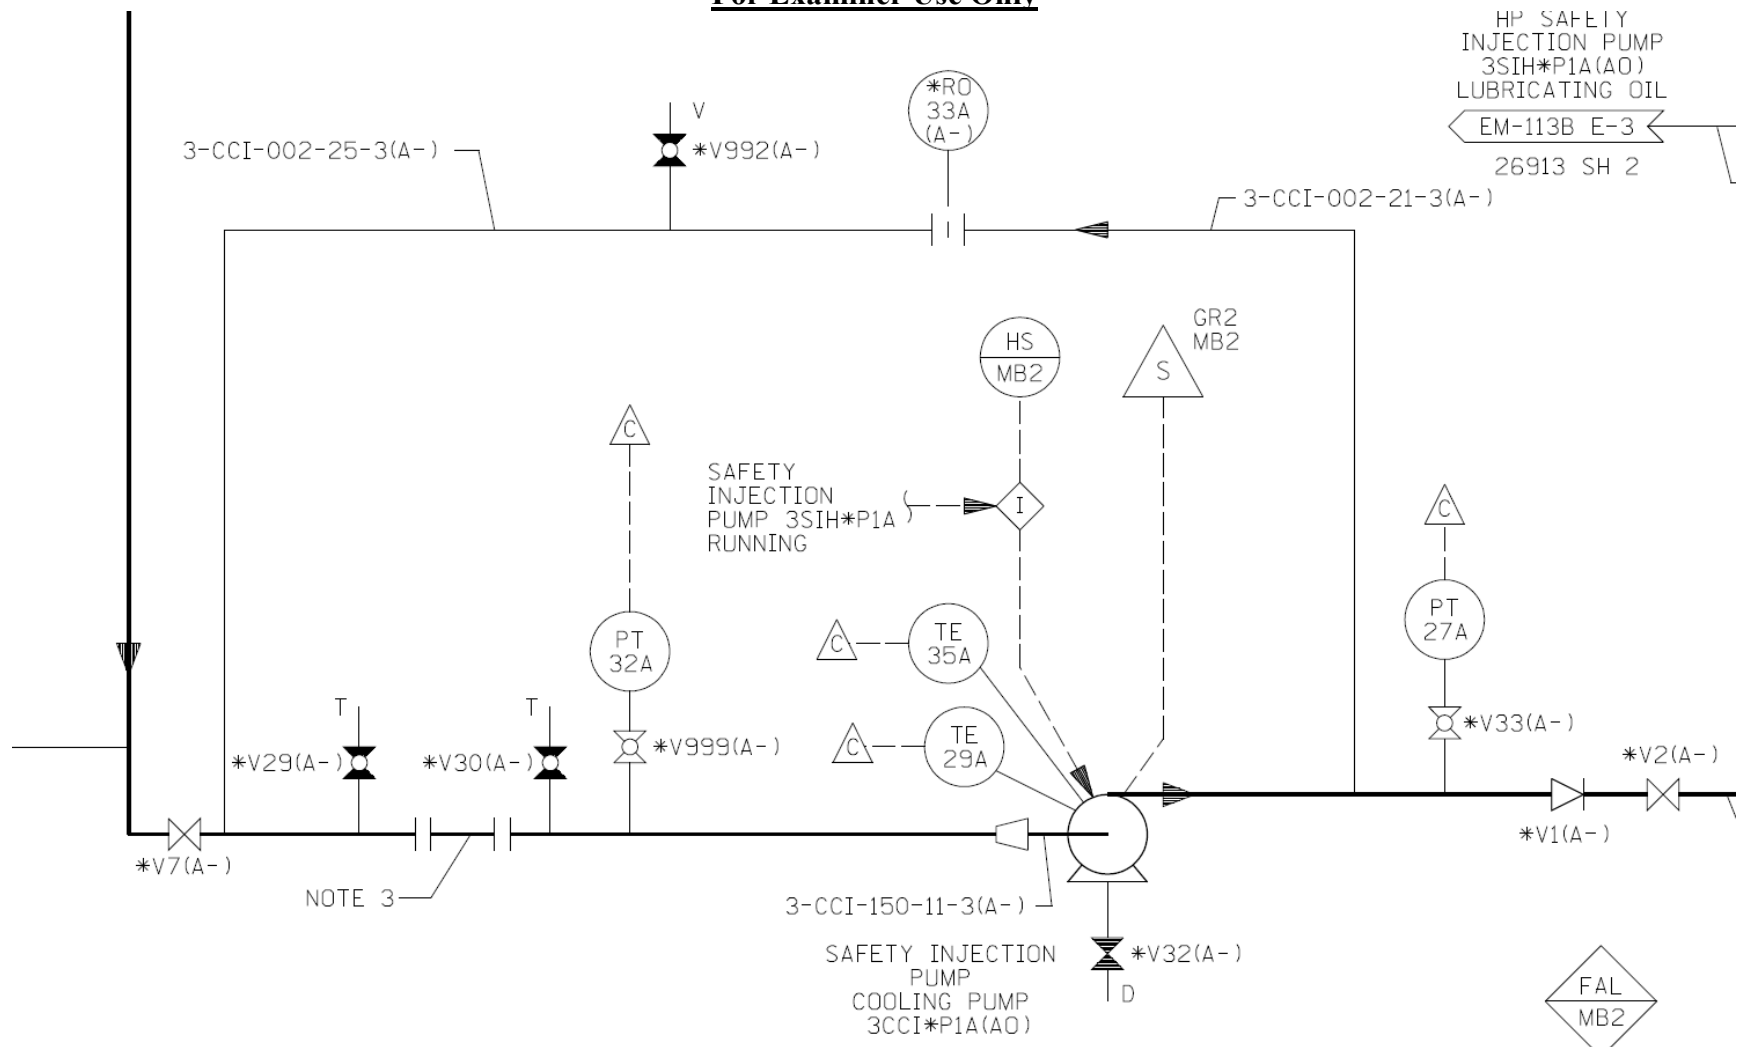 For Examiner Use Only
HP SAFETY
INJECTION PUMP
3SIH*P1A(AO)
LUBRICATING OIL
EM-113B E-3
26913 SH 2
*RO
33A
(A-)
V
*V992(A-)
3-CCI-002-25-3(A-)
3-CCI-002-21-3(A-)
HS
MB2
GR2
MB2
S
C
SAFETY
INJECTION
PUMP 3SIH*P1A
RUNNING
I
C
PT
32A
PT
27A
C
TE
35A
C
TE
29A
T
*V29(A-)
T
*V30(A-)
*V999(A-)
*V33(A-)
*V2(A-)
*V1(A-)
*V7(A-)
NOTE 3
3-CCI-150-11-3(A-)
SAFETY INJECTION
PUMP
COOLING PUMP
3CCI*P1A(AO)
*V32(A-)
D
FAL
MB2